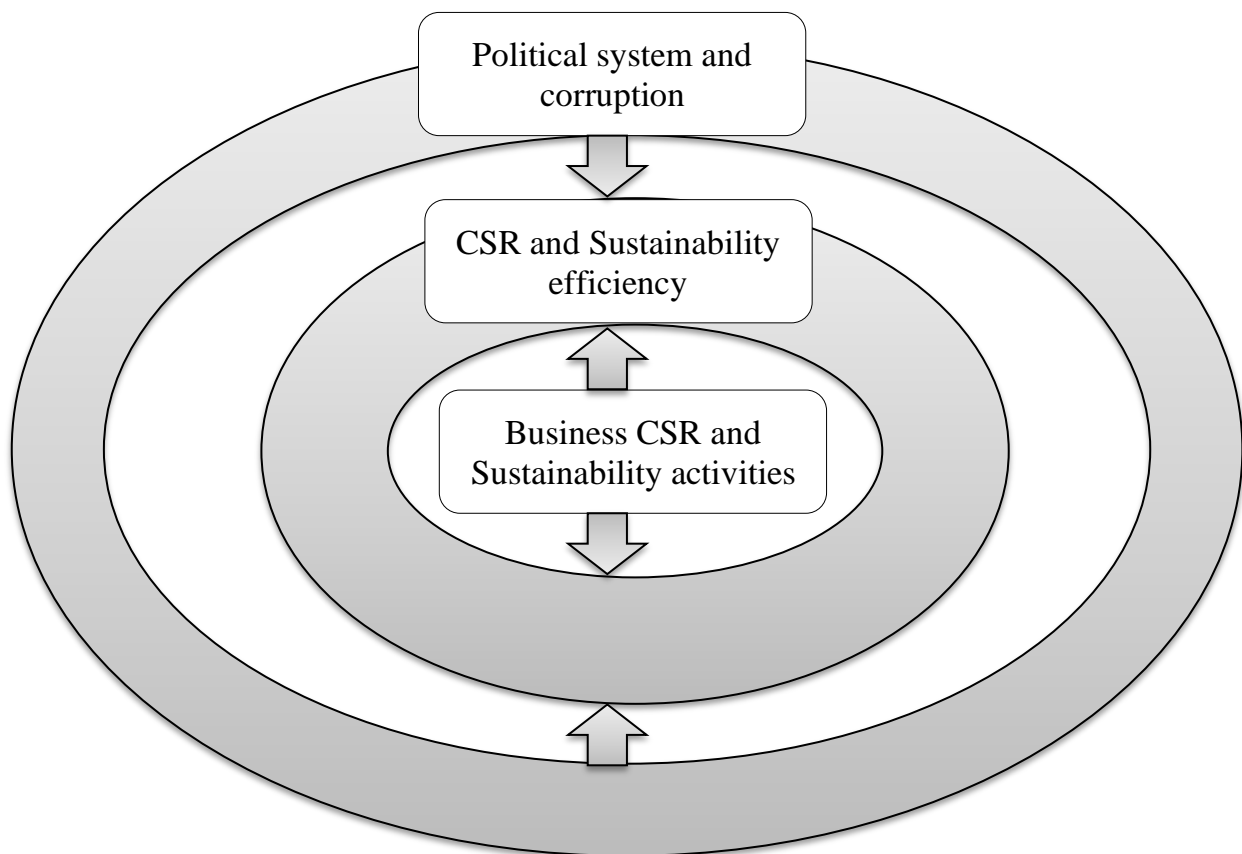 Political system and
corruption
CSR and Sustainability
efficiency
Business CSR and
Sustainability activities